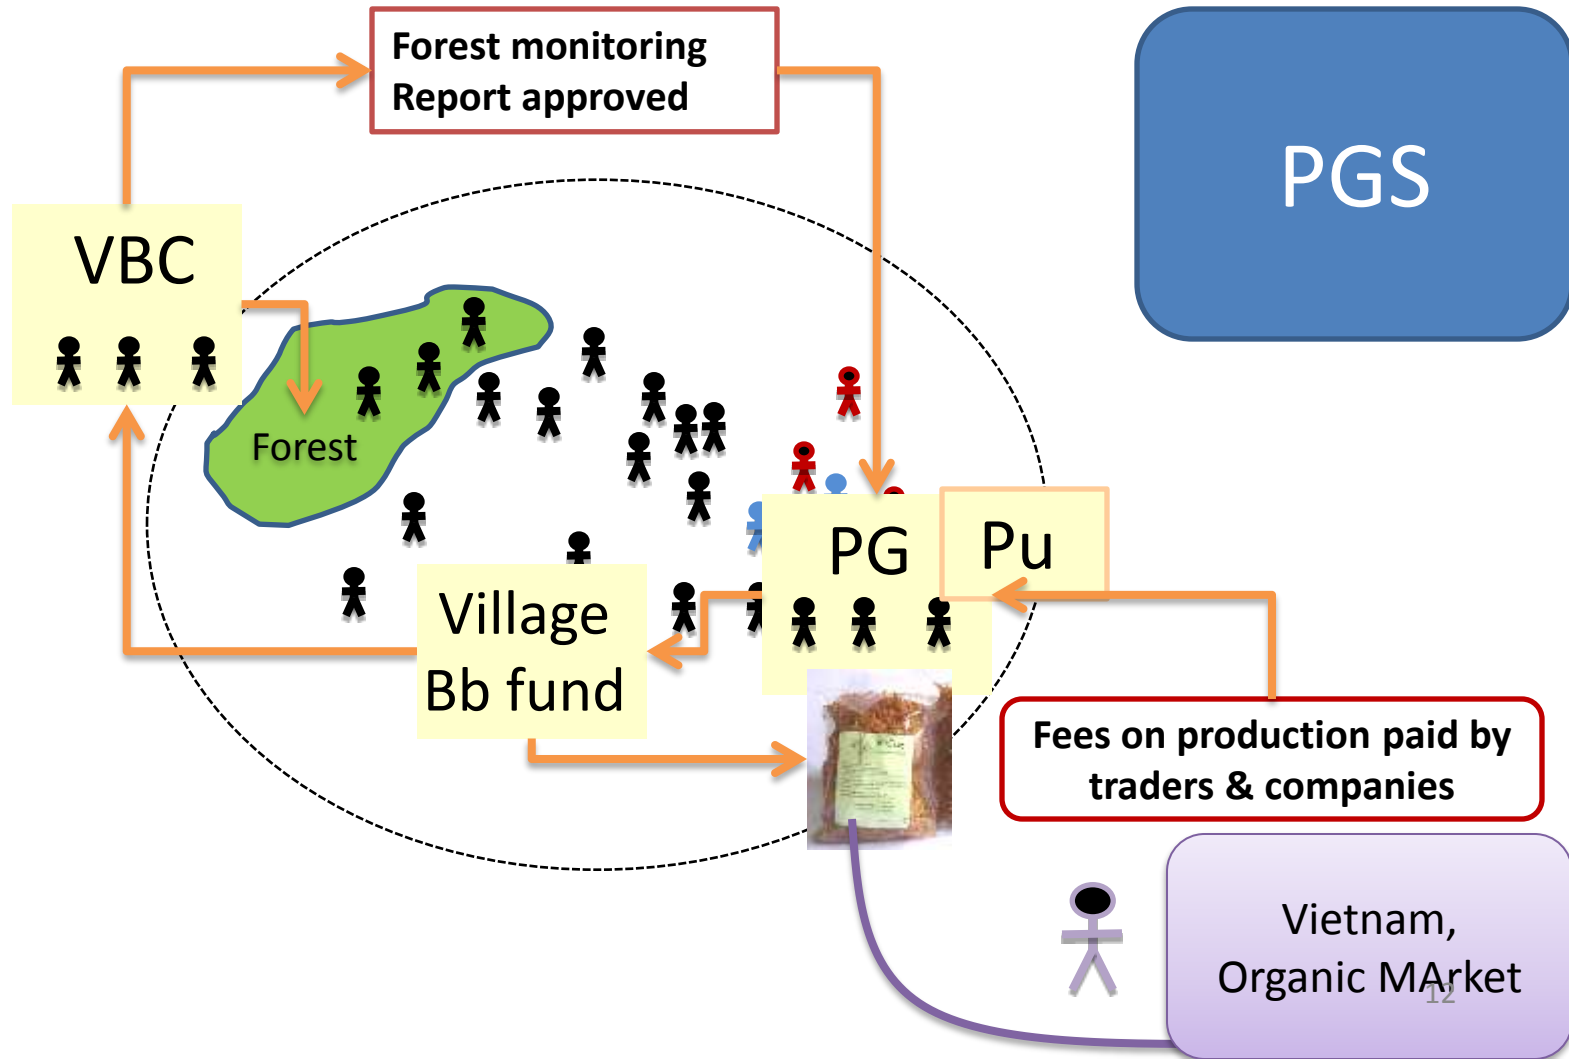 Forest monitoring
Report approved
PGS
VBC
Forest
PG
Pu
Village
Bb fund
Fees on production paid by
traders & companies
Vietnam,
Organic MArket
12